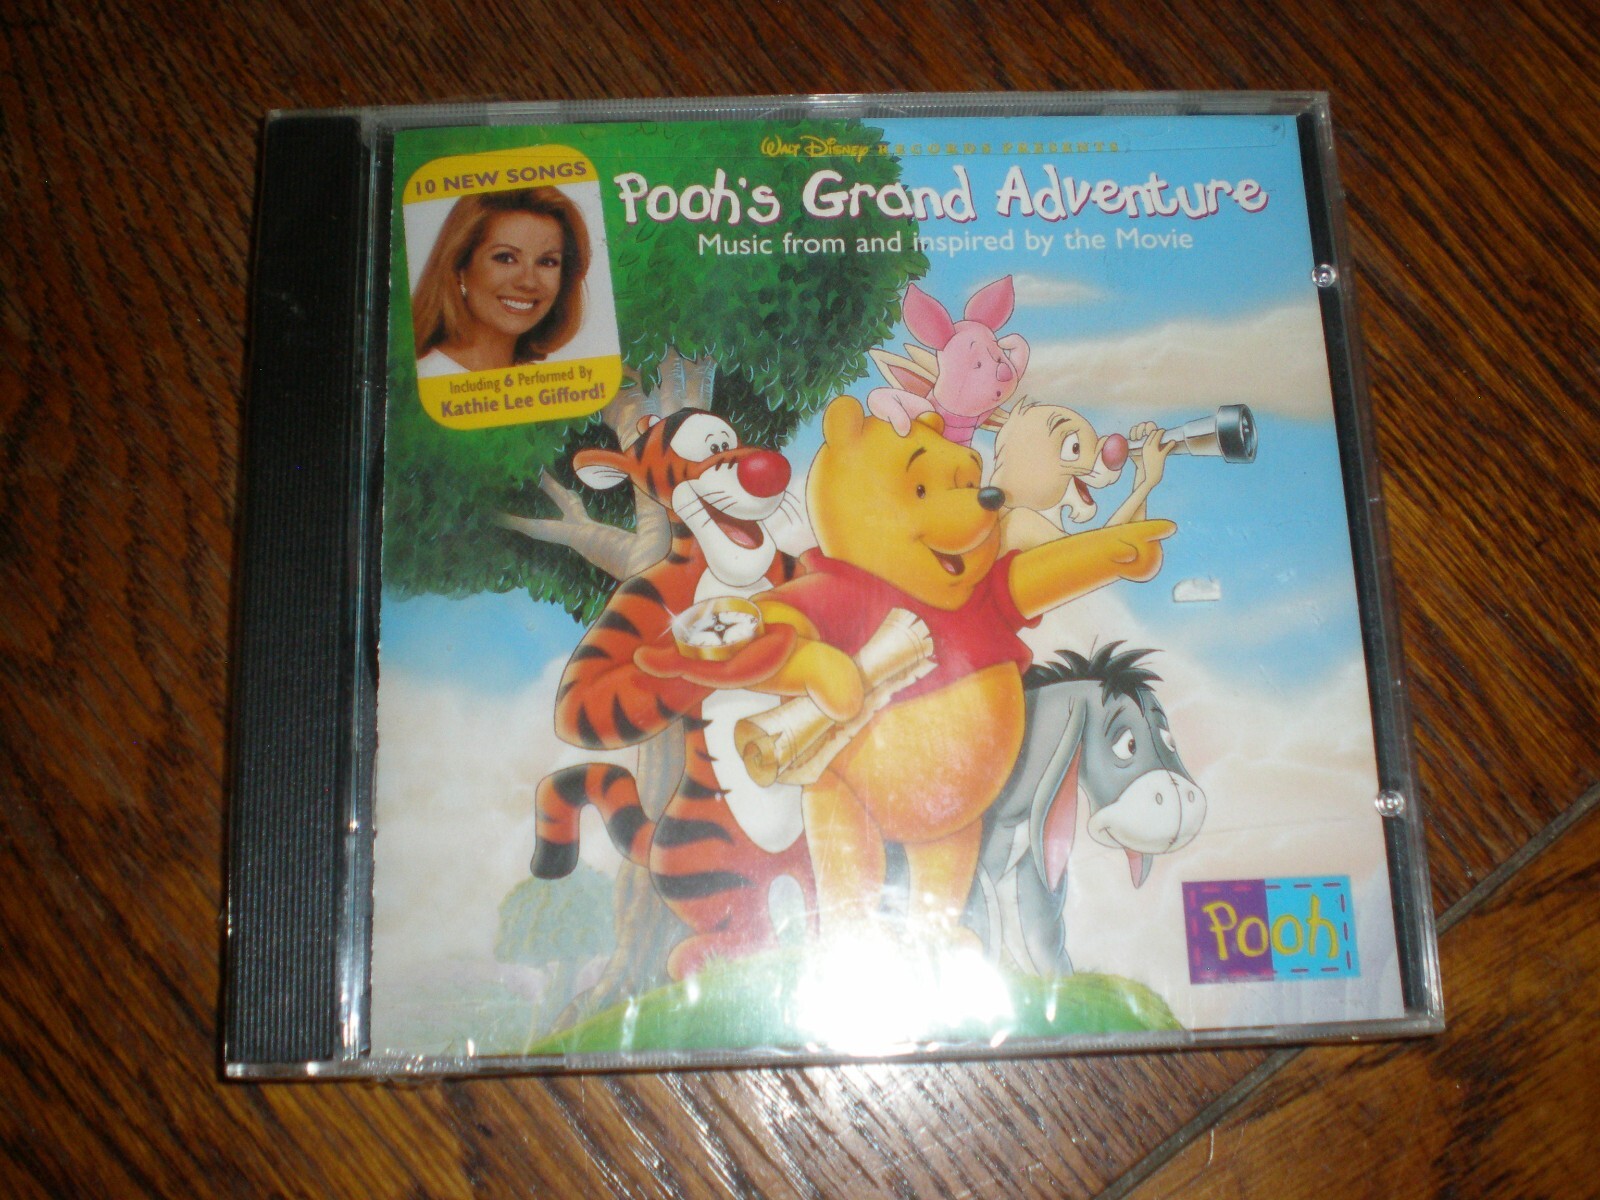 Walt Disney RECORDS PRESENTS
Pooh's Grand Adventure
Music from and inspired by the Movie
10 NEW SONGS
Including 6 Performed By
Kathie Lee Gifford!
Pooh